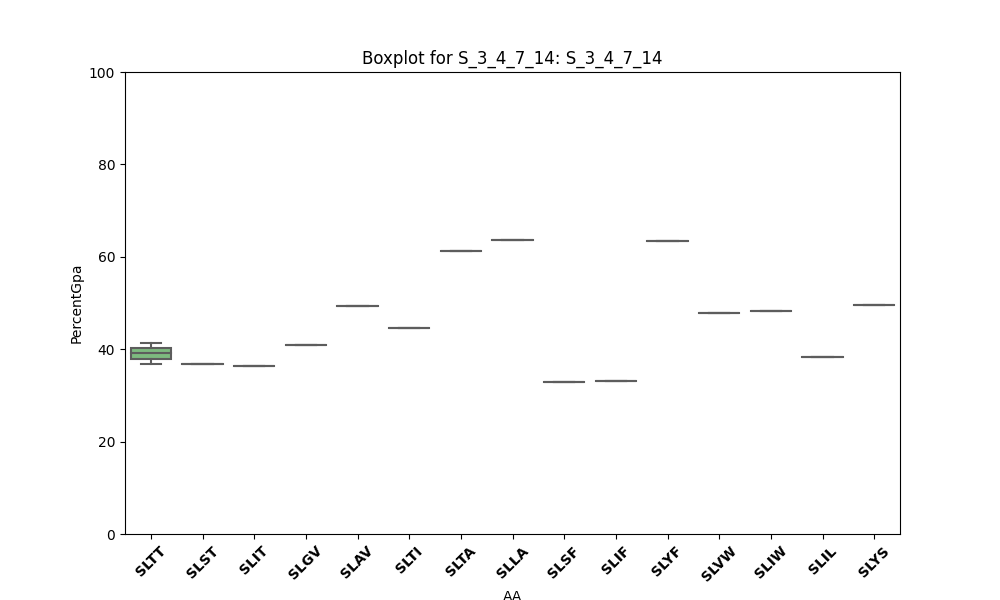 Boxplot for S_3_4_7_14: S_3_4_7_14
100
80
60
40
20
0
PercentGpa
SLTT
SLST
SLIT
SLGV
SLAV
SLTI
SLTA
SLLA
SLSF
SLIF
SLYF
SLVW
SLIW
SLIL
SLYS
AA